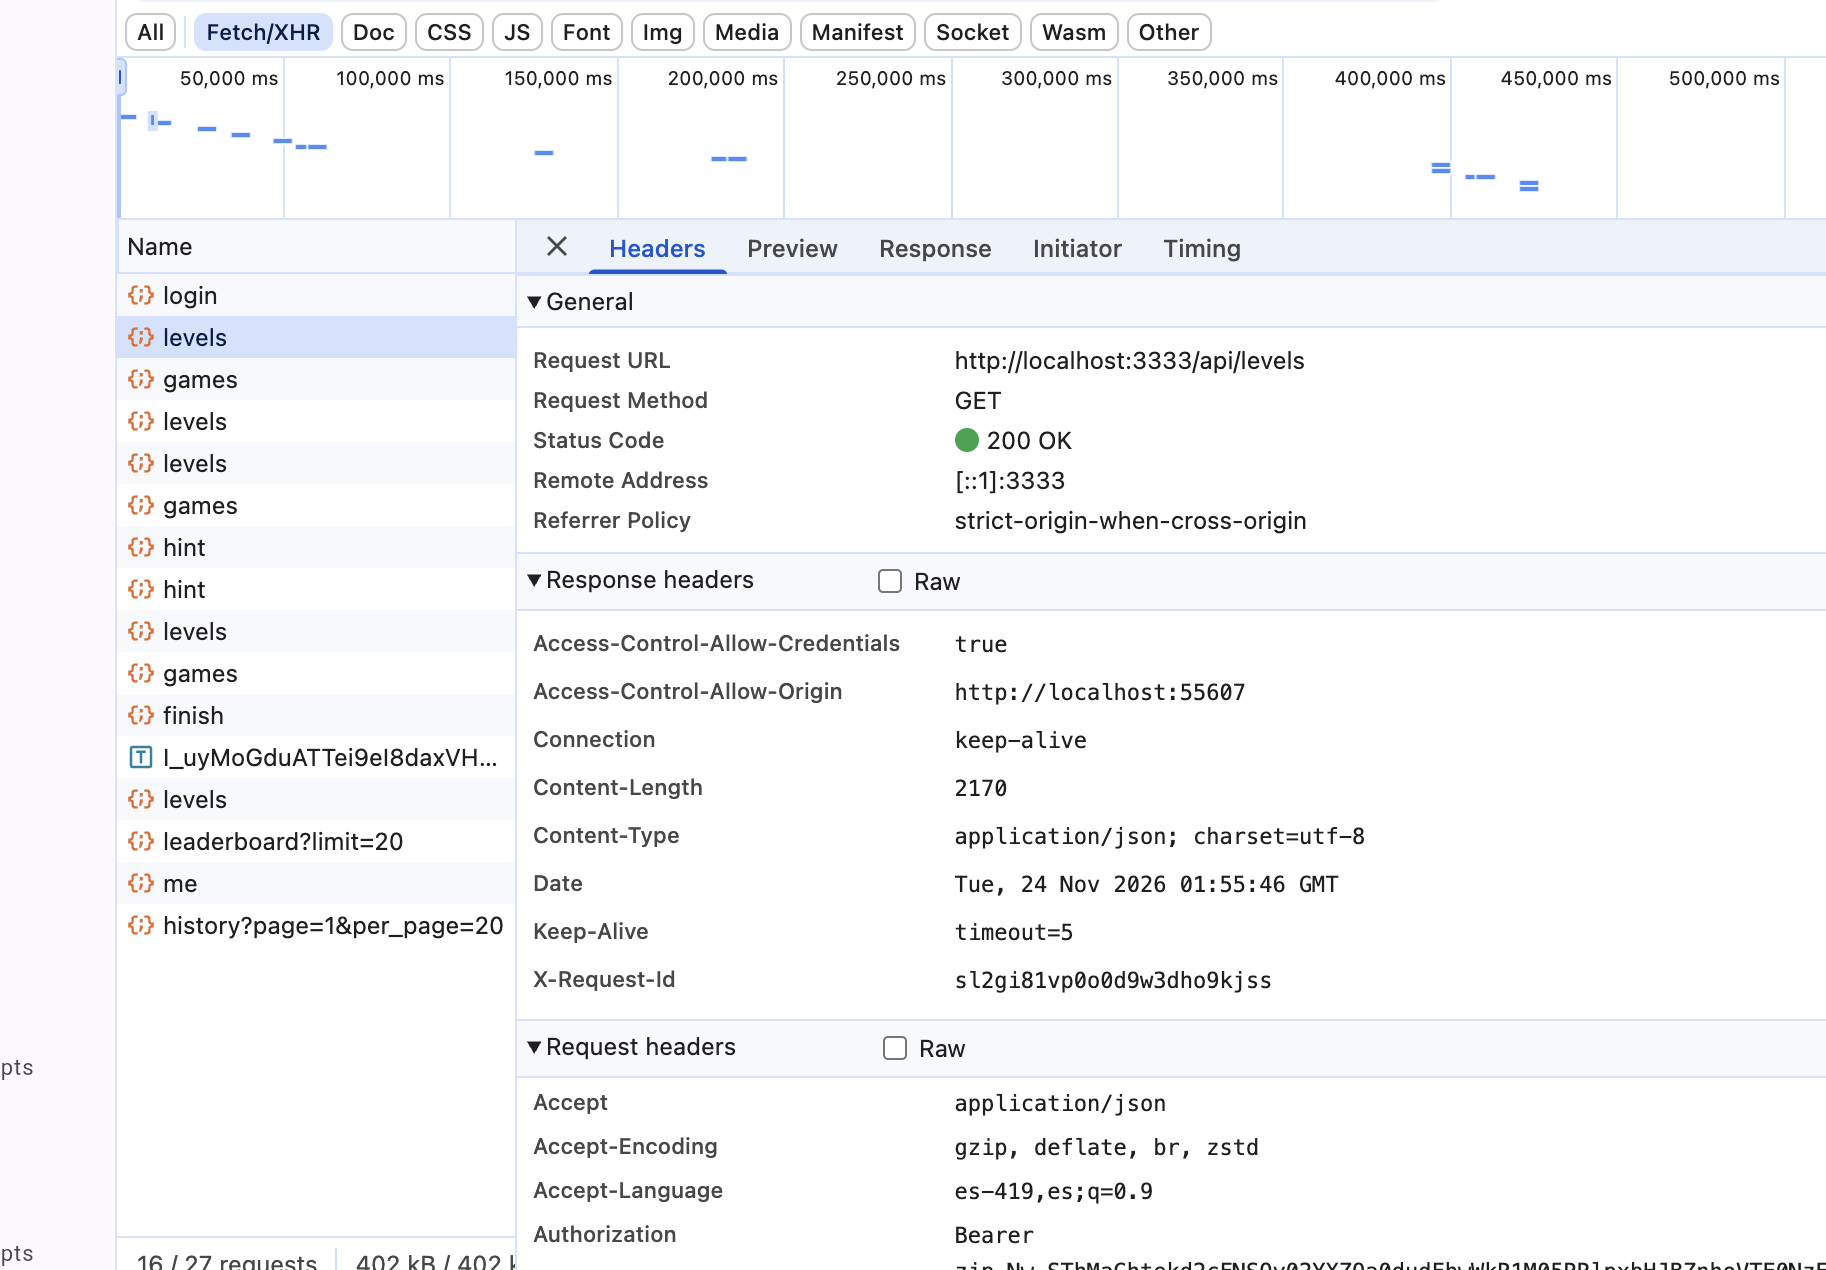 All Fetch/XHR Doc CSS JS Font Img Media Manifest Socket Wasm Other
50,000 ms 100,000 ms 150,000 ms 200,000 ms 250,000 ms 300,000 ms 350,000 ms 400,000 ms 450,000 ms 500,000 ms
Name
login
levels
games
levels
levels
games
hint
hint
levels
games
finish
I_uyMoGduATTei9eI8daxVH...
levels
leaderboard?limit=20
me
history?page=1&per_page=20
16 / 27 requests 402 kB / 402 k
Headers Preview Response Initiator Timing
General
Request URL http://localhost:3333/api/levels
Request Method GET
Status Code 200 OK
Remote Address [::1]:3333
Referrer Policy strict-origin-when-cross-origin
Response headers Raw
Access-Control-Allow-Credentials true
Access-Control-Allow-Origin http://localhost:55607
Connection keep-alive
Content-Length 2170
Content-Type application/json; charset=utf-8
Date Tue, 24 Nov 2026 01:55:46 GMT
Keep-Alive timeout=5
X-Request-Id sl2gi81vp0o0d9w3dho9kjss
Request headers Raw
Accept application/json
Accept-Encoding gzip, deflate, br, zstd
Accept-Language es-419,es;q=0.9
Authorization Bearer
pts
pts